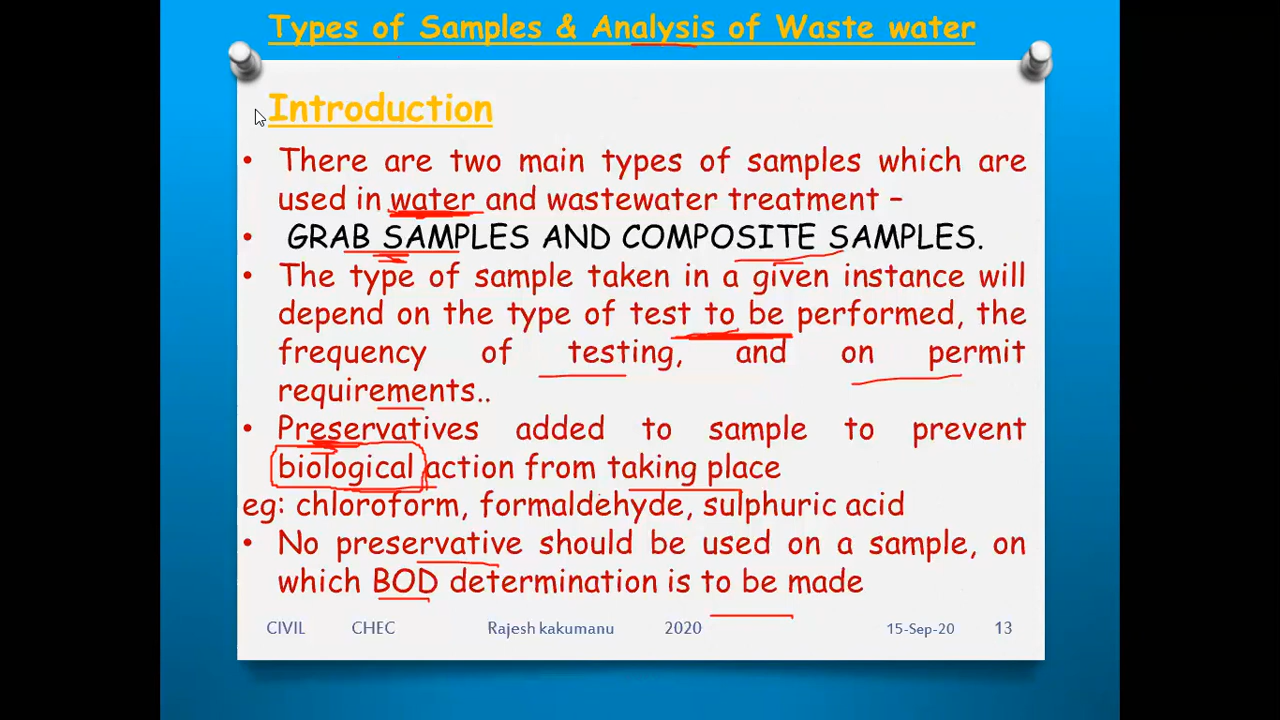 Types of Samples & Analysis of Waste water
Introduction
• There are two main types of samples which are
used in water and wastewater treatment –
• GRAB SAMPLES AND COMPOSITE SAMPLES.
• The type of sample taken in a given instance will
depend on the type of test to be performed, the
frequency of testing, and on permit
requirements..
• Preservatives added to sample to prevent
biological action from taking place
eg: chloroform, formaldehyde, sulphuric acid
• No preservative should be used on a sample, on
which BOD determination is to be made
CIVIL CHEC Rajesh kakumanu 2020 15-Sep-20 13